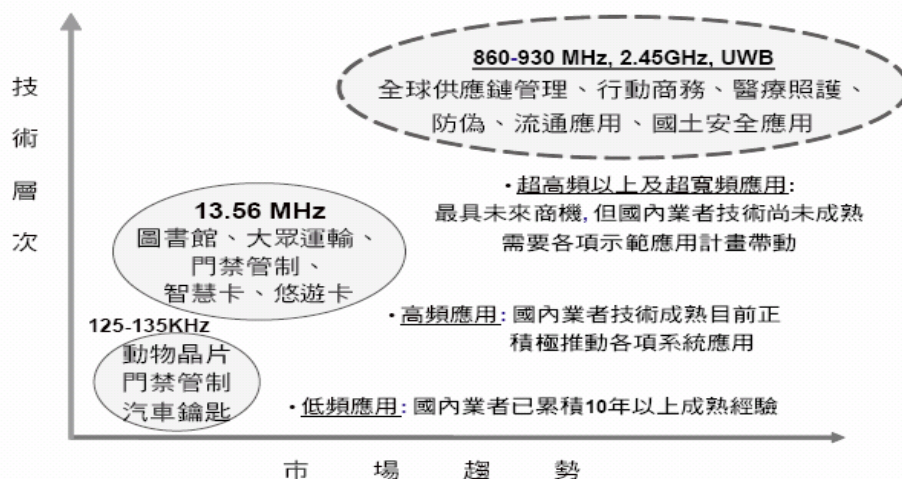 860-930 MHz, 2.45GHz, UWB
全球供應鏈管理、行動商務、醫療照護、
防偽、流通應用、國土安全應用
技術層次
• 超高頻以上及超寬頻應用:
最具未來商機, 但國內業者技術尚未成熟
需要各項示範應用計畫帶動
13.56 MHz
圖書館、大眾運輸、
門禁管制、
智慧卡、悠遊卡
• 高頻應用: 國內業者技術成熟目前正
積極推動各項系統應用
125-135KHz
動物晶片
門禁管制
汽車鑰匙
• 低頻應用: 國內業者已累積10年以上成熟經驗
市場趨勢